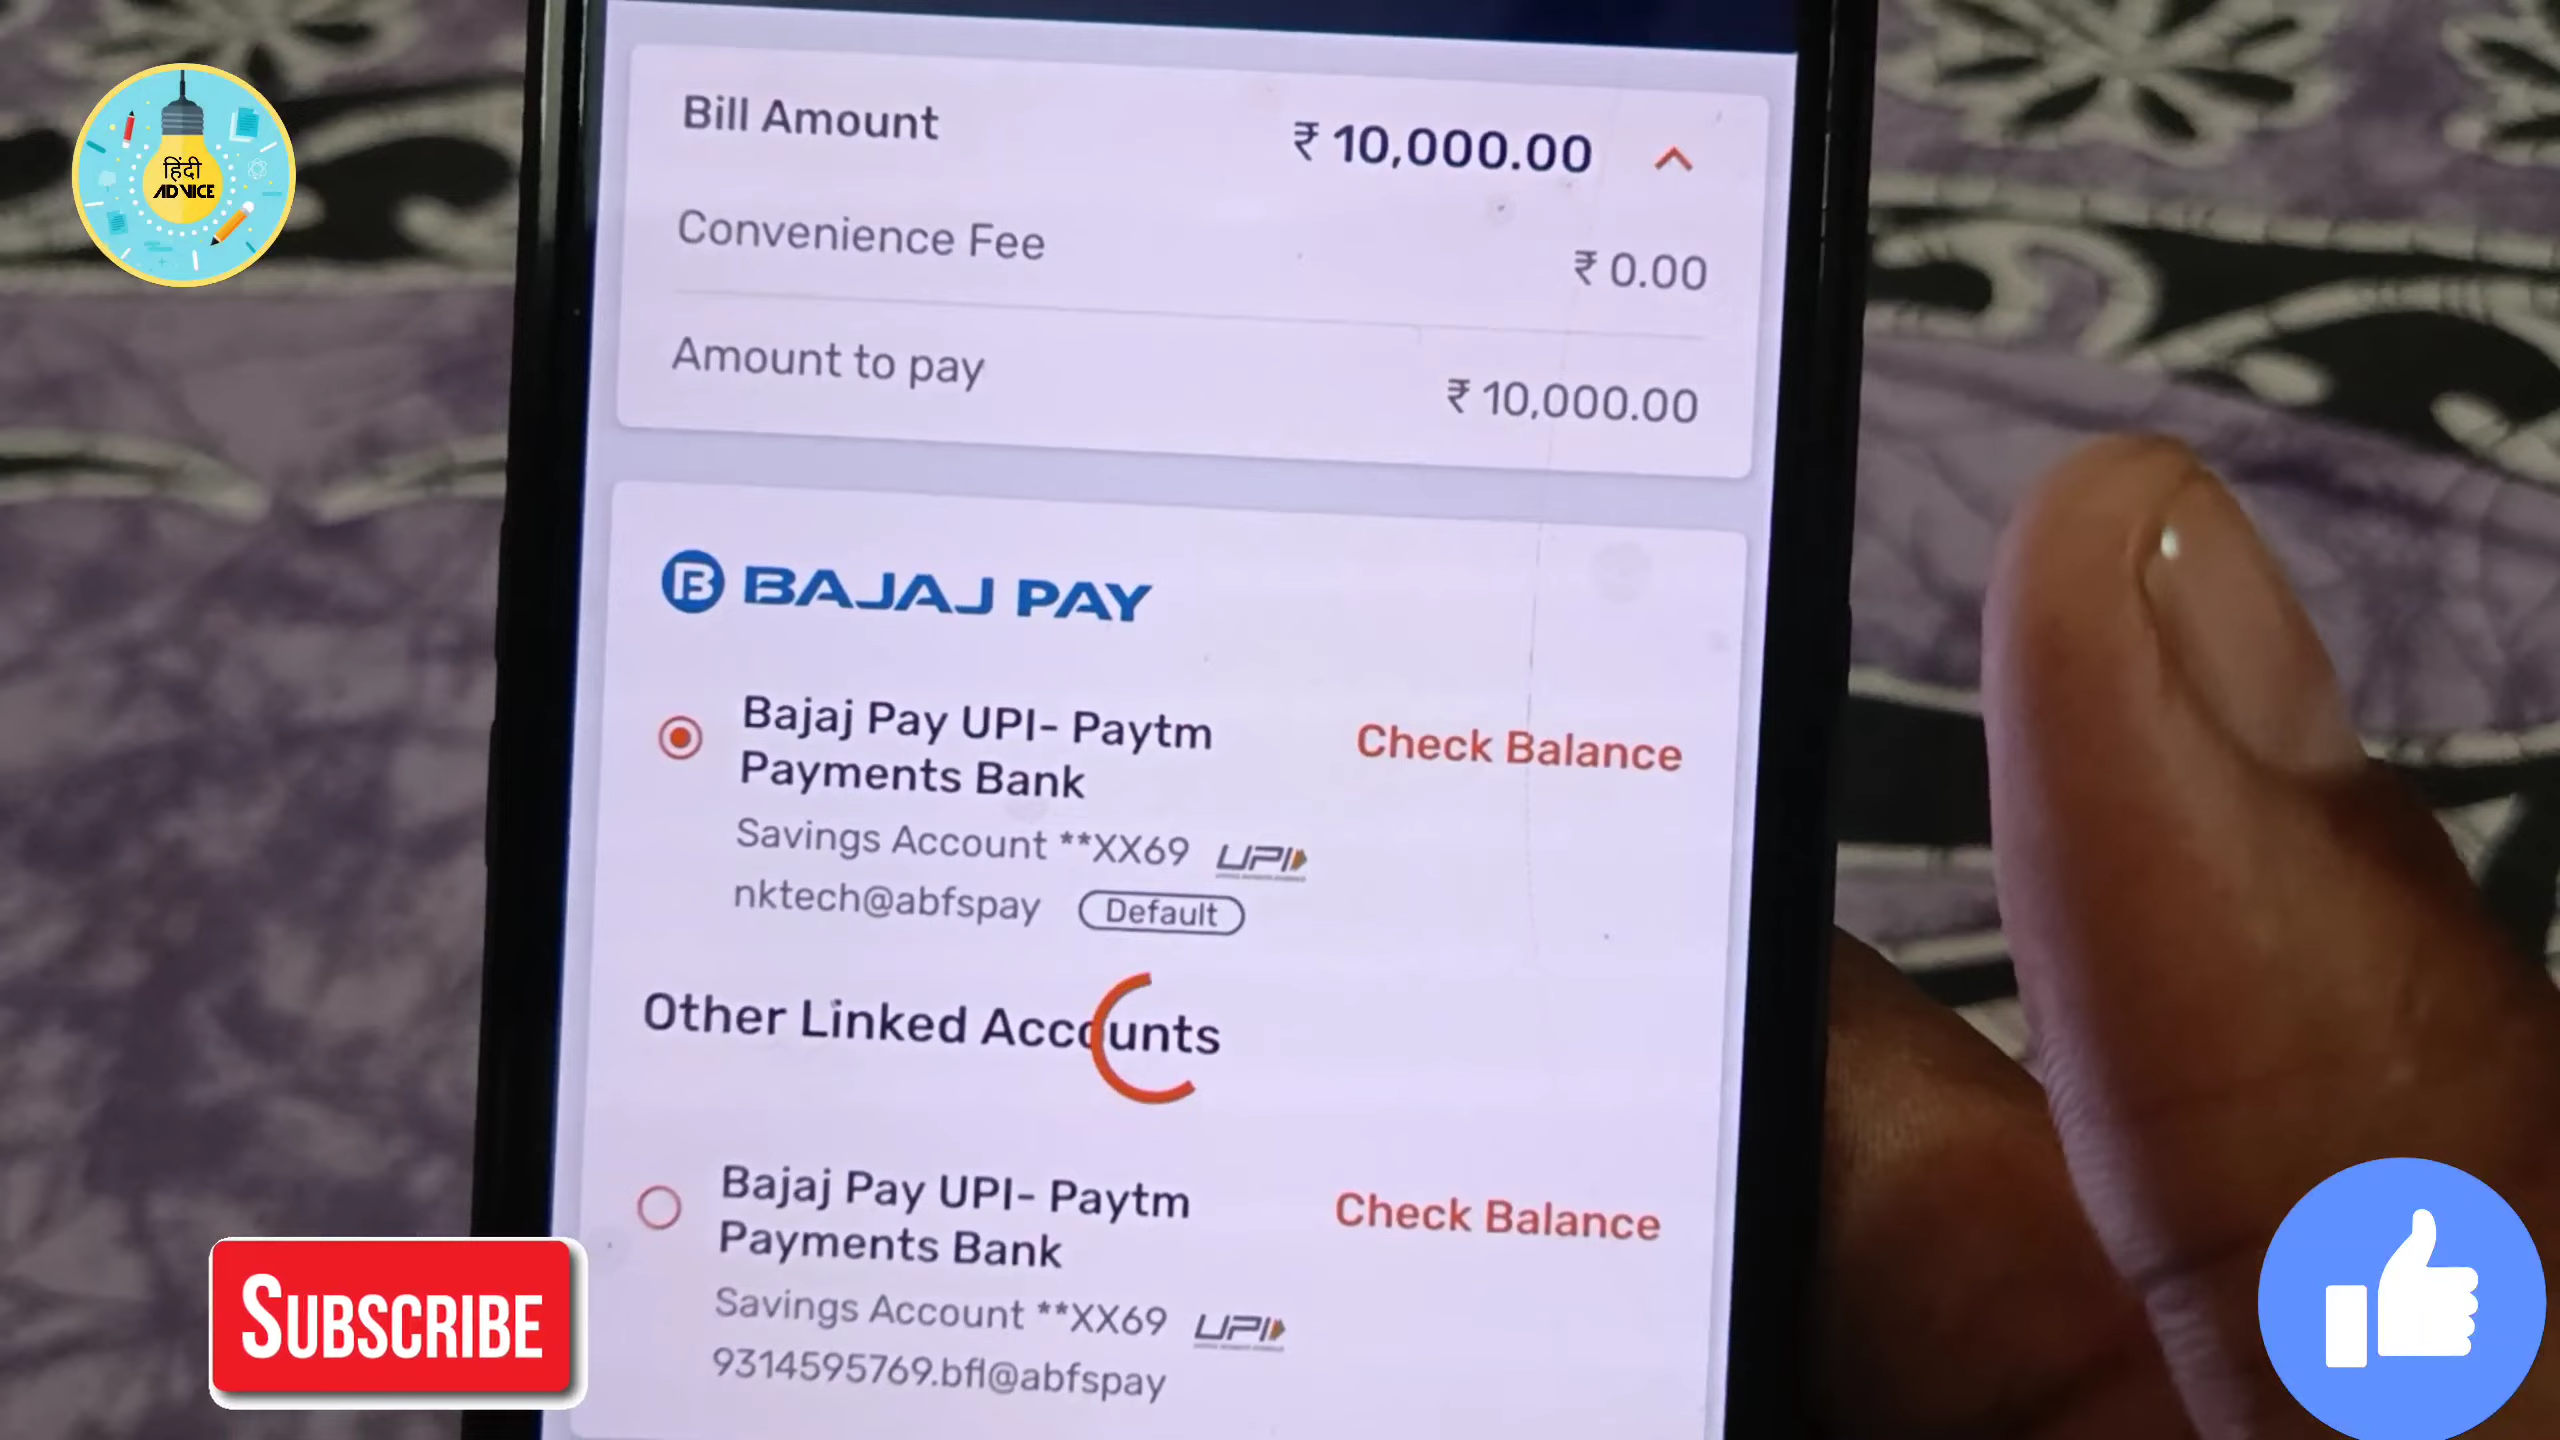 हिंदी
ADVICE
Bill Amount ₹ 10,000.00
Convenience Fee ₹ 0.00
Amount to pay ₹ 10,000.00
BAJAJ PAY
Bajaj Pay UPI- Paytm
Payments Bank
Check Balance
Savings Account **XX69 UPI
nktech@abfspay Default
Other Linked Accounts
Bajaj Pay UPI- Paytm
Payments Bank
Check Balance
Savings Account **XX69 UPI
9314595769.bfl@abfspay
SUBSCRIBE